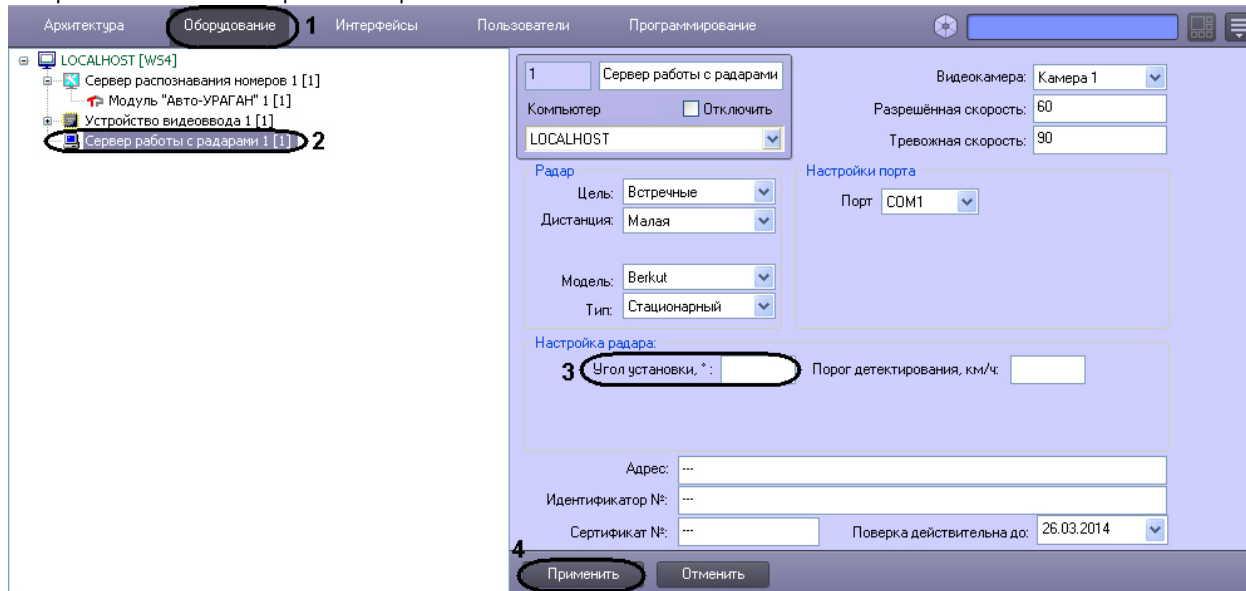 Архитектура Оборудование 1 Интерфейсы Пользователи Программирование
LOCALHOST [WS4]
Сервер распознавания номеров 1 [1]
Модуль "Авто-УРАГАН" 1 [1]
Устройство видеоввода 1 [1]
Сервер работы с радарами 1 [1] 2
1 Сервер работы с радарами
Компьютер Отключить
LOCALHOST
Видеокамера: Камера 1
Разрешённая скорость: 60
Тревожная скорость: 90
Радар
Цель: Встречные
Дистанция: Малая
Модель: Berkut
Тип: Стационарный
Настройки порта
Порт COM1
Настройка радара:
3 Угол установки, ° : Порог детектирования, км/ч:
Адрес: ---
Идентификатор №: ---
Сертификат №: --- Поверка действительна до: 26.03.2014
4
Применить Отменить